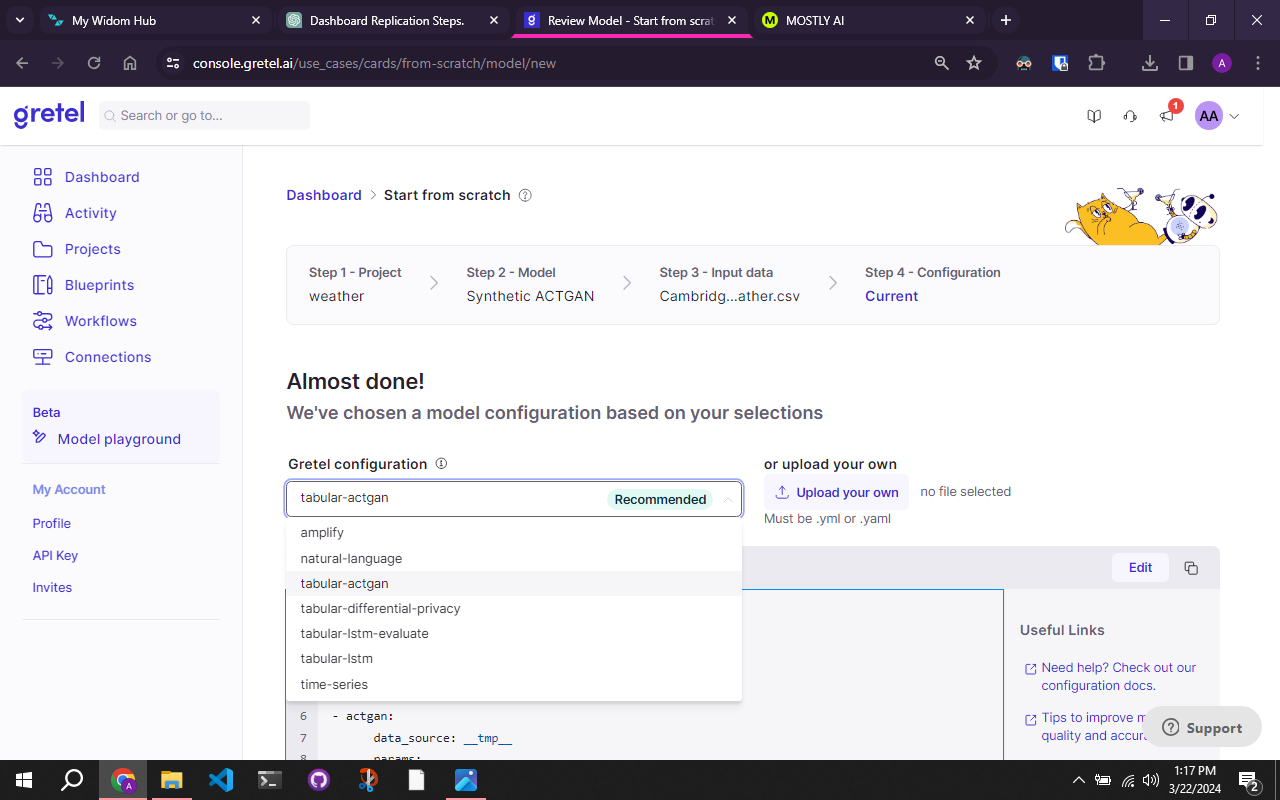 My Widom Hub
Dashboard Replication Steps.
Review Model - Start from scrat
MOSTLY AI
console.gretel.ai/use_cases/cards/from-scratch/model/new
A
gretel
Search or go to...
1
AA
Dashboard
Activity
Projects
Blueprints
Workflows
Connections
Beta
Model playground
My Account
Profile
API Key
Invites
Dashboard > Start from scratch
Step 1 - Project
weather
Step 2 - Model
Synthetic ACTGAN
Step 3 - Input data
Cambridg...ather.csv
Step 4 - Configuration
Current
Almost done!
We've chosen a model configuration based on your selections
Gretel configuration
tabular-actgan Recommended
amplify
natural-language
tabular-actgan
tabular-differential-privacy
tabular-lstm-evaluate
tabular-lstm
time-series
or upload your own
Upload your own no file selected
Must be .yml or .yaml
Edit
6 - actgan:
7 data_source: __tmp__
8 params:
Useful Links
Need help? Check out our
configuration docs.
Tips to improve m
quality and accur
Support
A
1:17 PM
3/22/2024
2